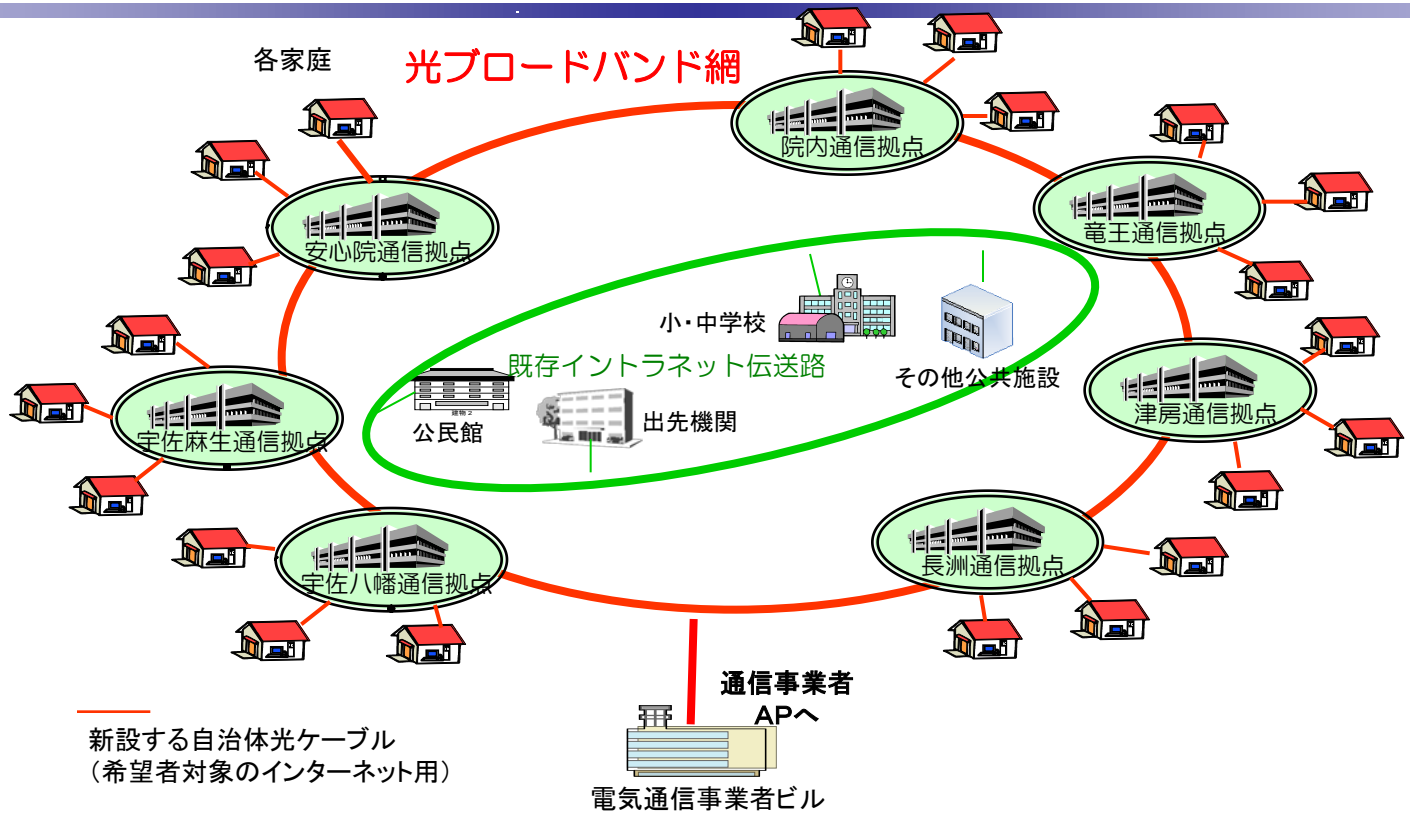 各家庭
光ブロードバンド網
院内通信拠点
竜王通信拠点
安心院通信拠点
小・中学校
既存イントラネット伝送路
その他公共施設
建物2
公民館
出先機関
津房通信拠点
宇佐麻生通信拠点
長洲通信拠点
宇佐八幡通信拠点
通信事業者
APへ
新設する自治体光ケーブル
（希望者対象のインターネット用）
電気通信事業者ビル